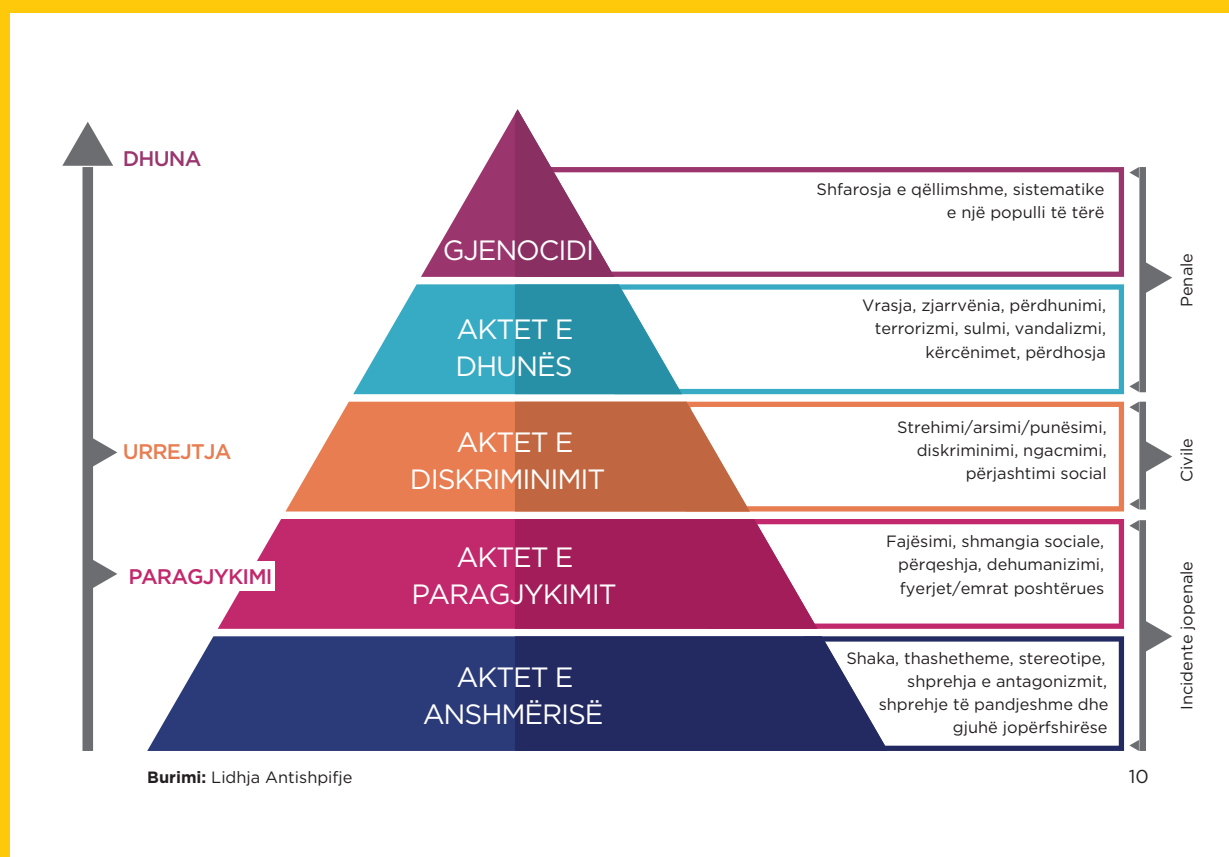 DHUNA
URREJTJA
PARAGJYKIMI
GJENOCIDI
Shfarosja e qëllimshme, sistematike
e një populli të tërë
AKTET E
DHUNËS
Vrasja, zjarrvënia, përdhunimi,
terrorizmi, sulmi, vandalizmi,
kërcënimet, përdhosja
Penale
AKTET E
DISKRIMINIMIT
Strehimi/arsimi/punësimi,
diskriminimi, ngacmimi,
përjashtimi social
Civile
AKTET E
PARAGJYKIMIT
Fajësimi, shmangia sociale,
përqeshja, dehumanizimi,
fyerjet/emrat poshtërues
AKTET E
ANSHMËRISË
Shaka, thashetheme, stereotipe,
shprehja e antagonizmit,
shprehje të pandjeshme dhe
gjuhë jopërfshirëse
Incidente jopenale
Burimi: Lidhja Antishpifje
10